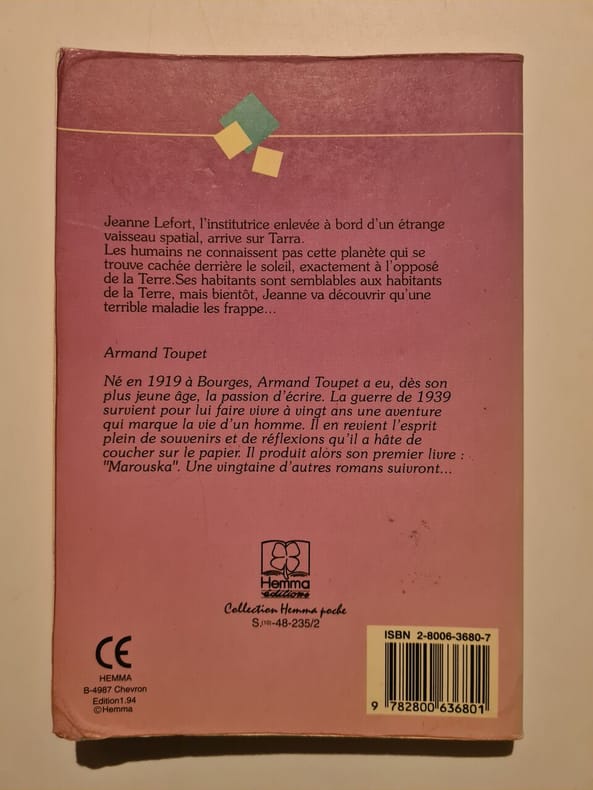 Jeanne Lefort, l'institutrice enlevée à bord d'un étrange
vaisseau spatial, arrive sur Tarra.
Les humains ne connaissent pas cette planète qui se
trouve cachée derrière le soleil, exactement à l'opposé
de la Terre.Ses habitants sont semblables aux habitants
de la Terre, mais bientôt, Jeanne va découvrir qu'une
terrible maladie les frappe...
Armand Toupet
Né en 1919 à Bourges, Armand Toupet a eu, dès son
plus jeune âge, la passion d'écrire. La guerre de 1939
survient pour lui faire vivre à vingt ans une aventure
qui marque la vie d'un homme. Il en revient l'esprit
plein de souvenirs et de réflexions qu'il a hâte de
coucher sur le papier. Il produit alors son premier livre :
"Marouska". Une vingtaine d'autres romans suivront...
Hemma
éditions
Collection Hemma poche
S.(10)-48-235/2
CE
HEMMA
B-4987 Chevron
Edition1.94
©Hemma
ISBN 2-8006-3680-7
9 782800 636801